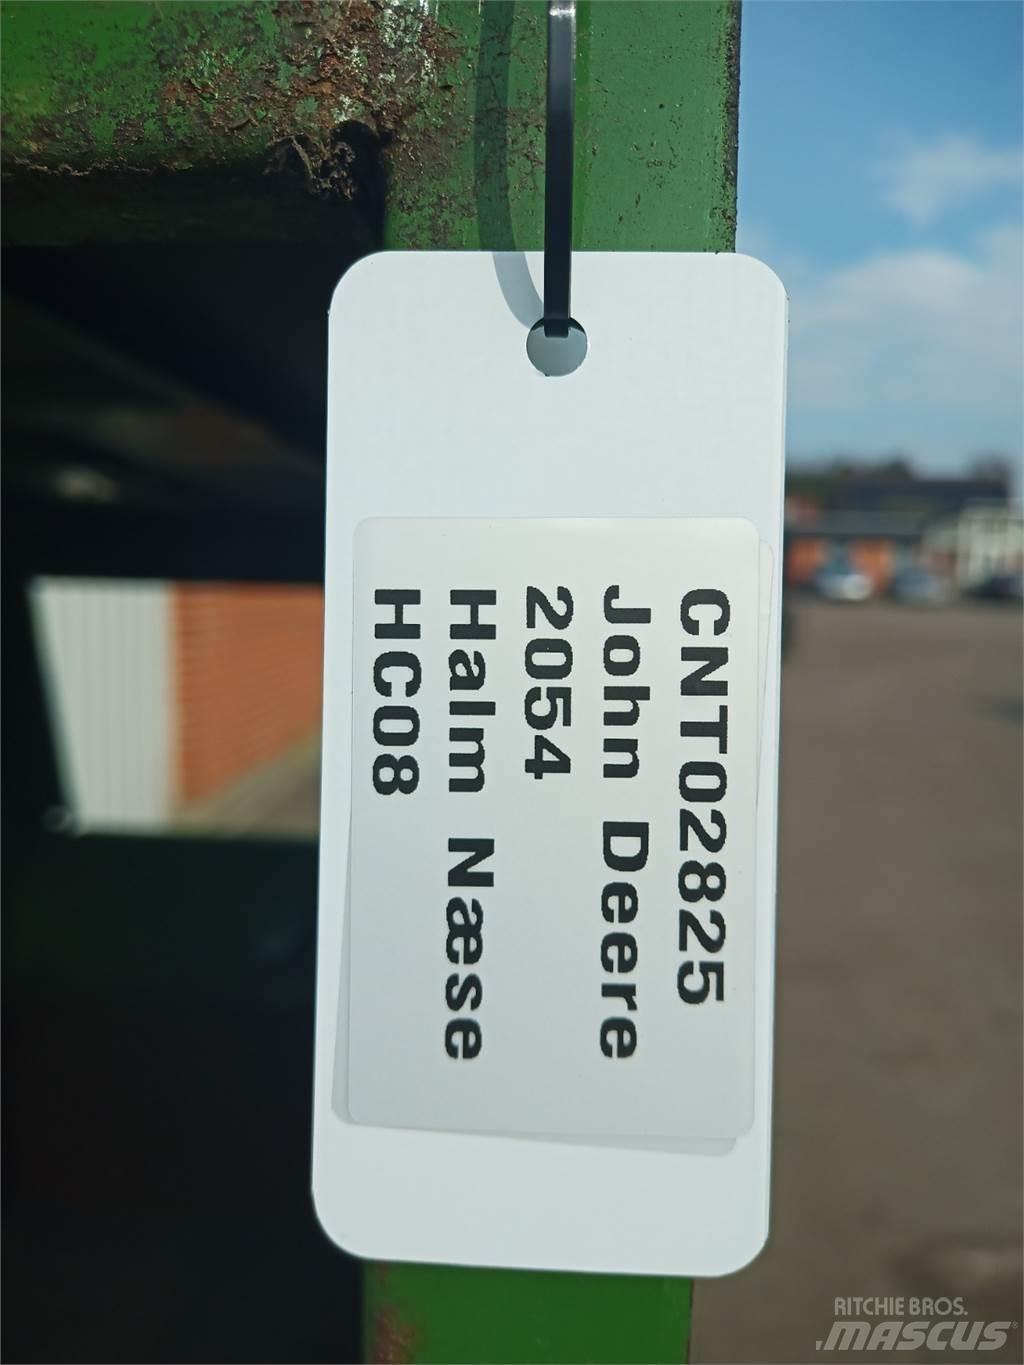 CNT02825
John Deere
2054
Halm Næse
HC08
RITCHIE BROS.
MASCUS